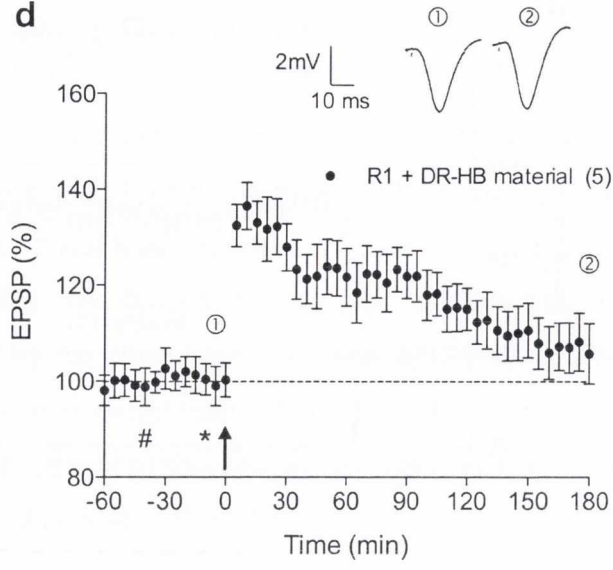 d
① ②
2mV
10 ms
160
R1 + DR-HB material (5)
140
②
120
EPSP (%)
①
100
# *
80
-60 -30 0 30 60 90 120 150 180
Time (min)